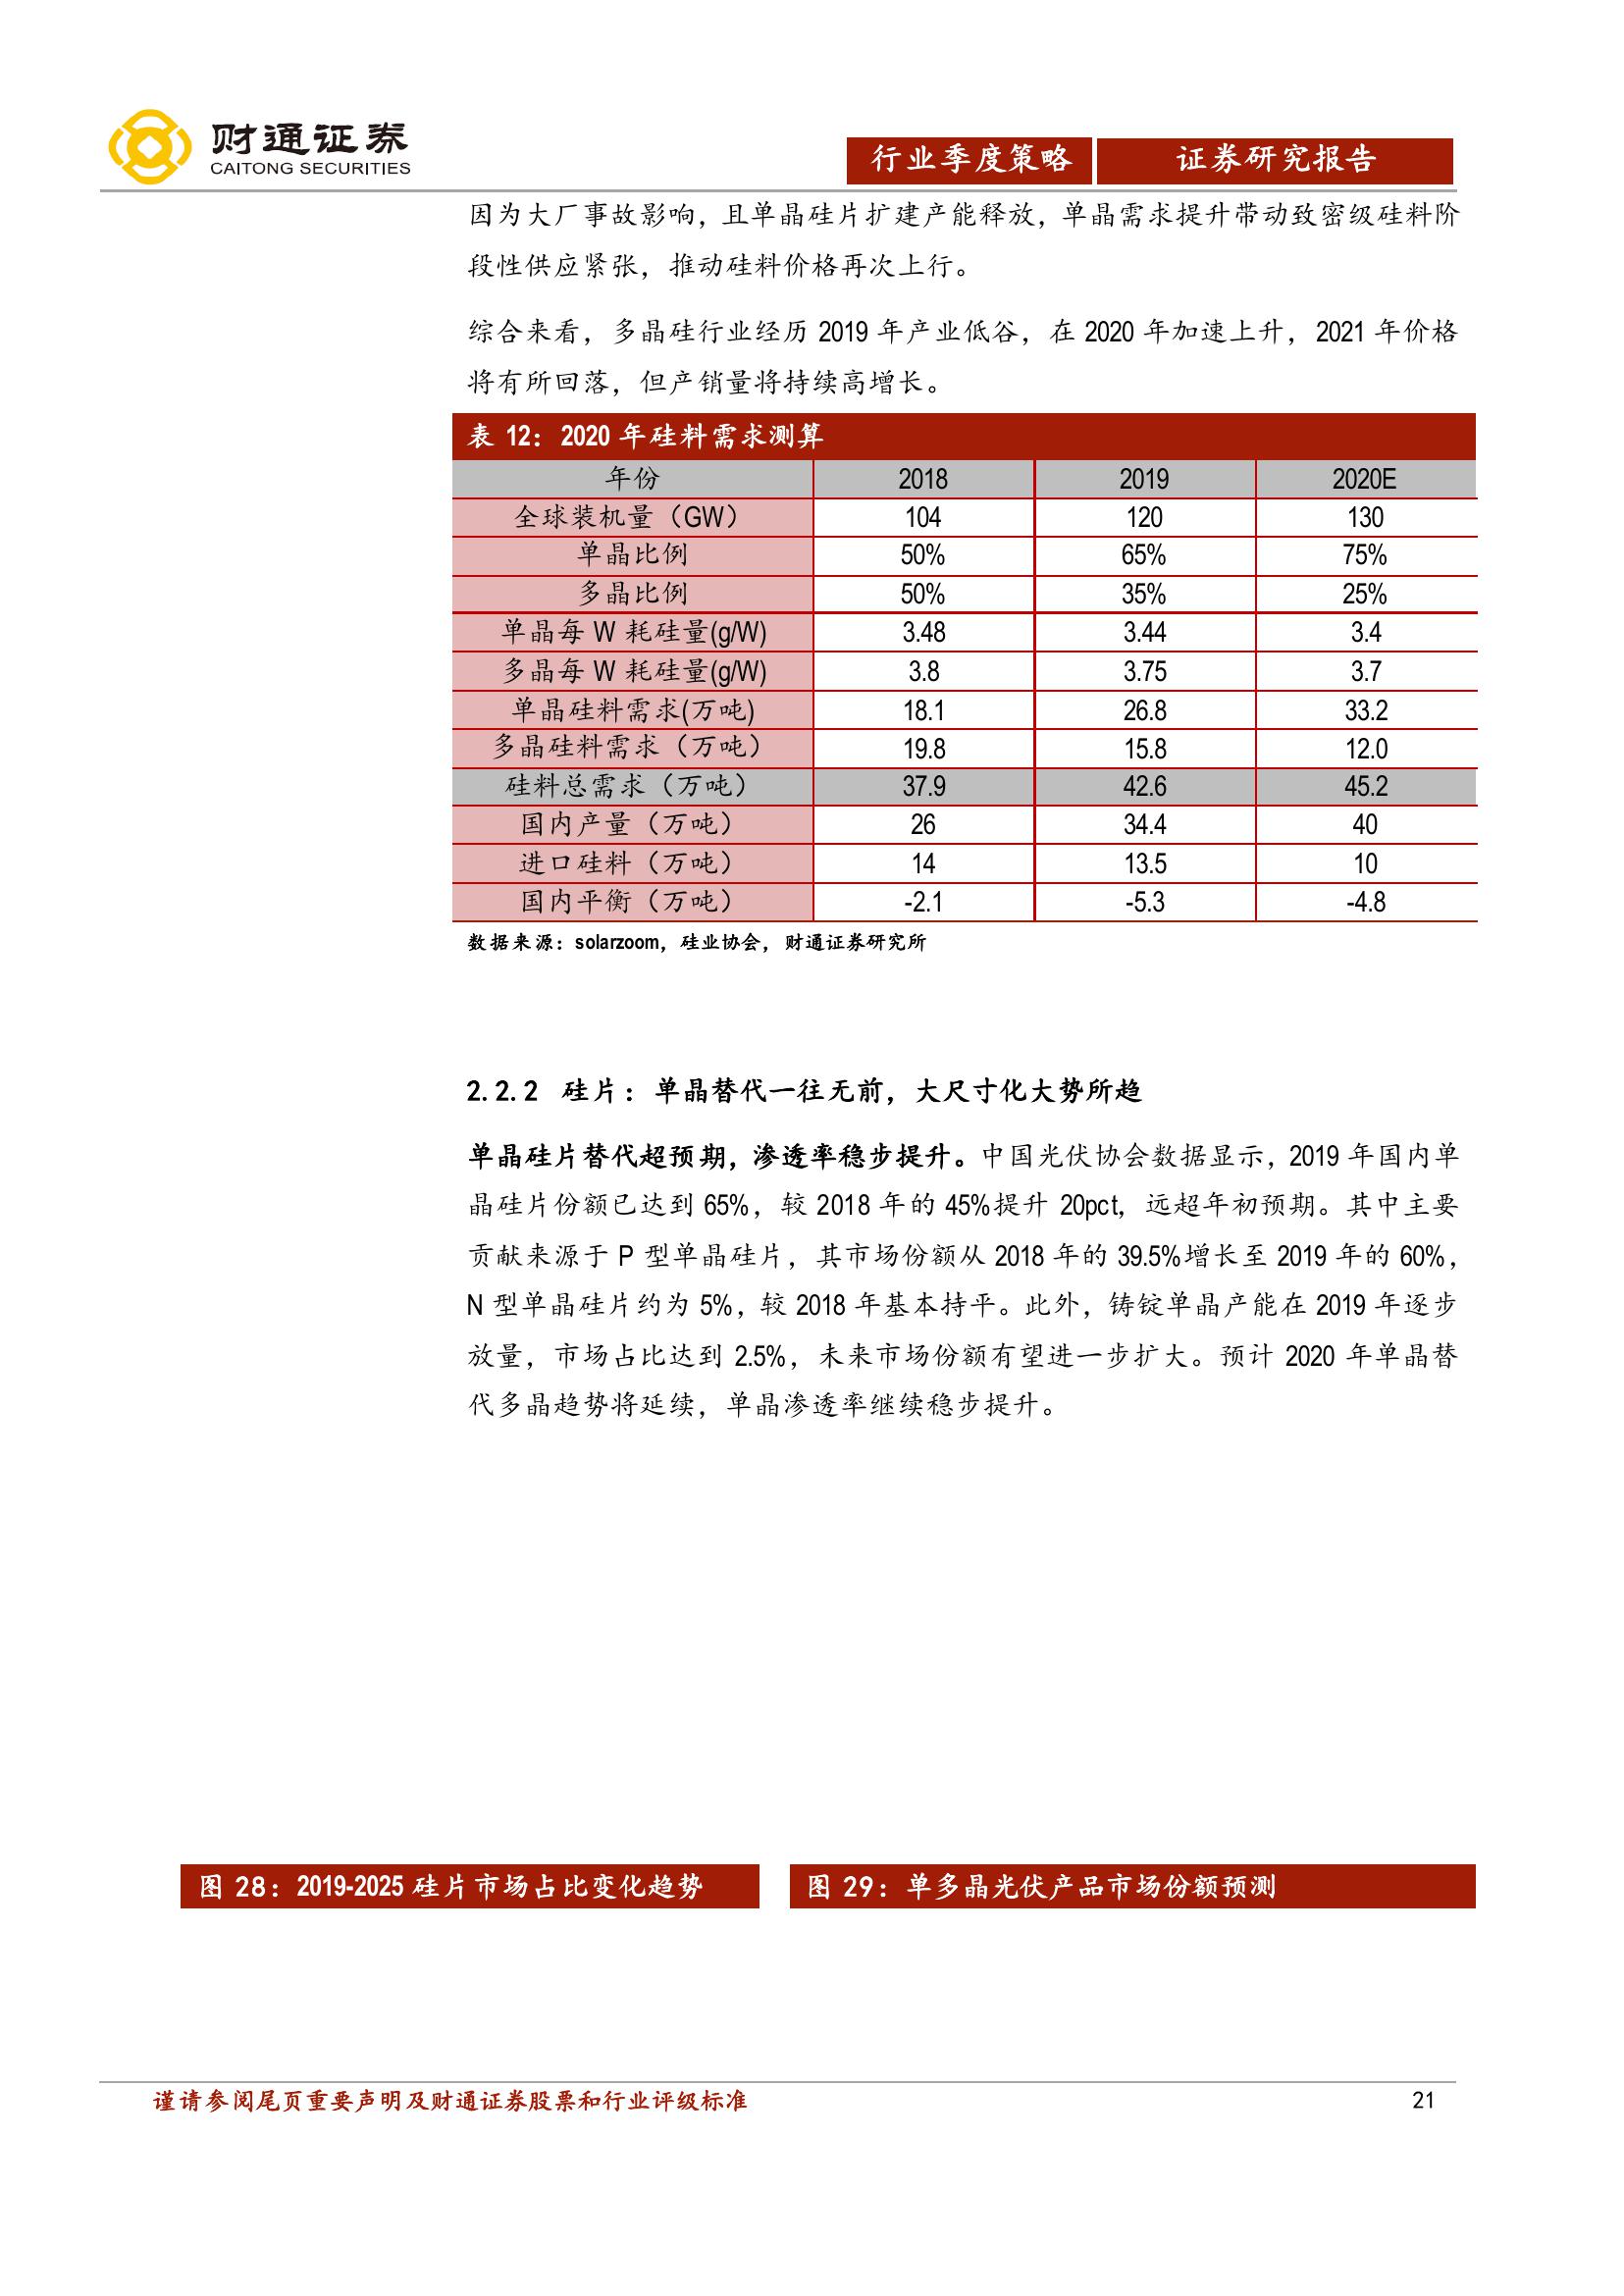 财通证券
CAITONG SECURITIES
行业季度策略 证券研究报告
因为大厂事故影响，且单晶硅片扩建产能释放，单晶需求提升带动致密级硅料阶
段性供应紧张，推动硅料价格再次上行。
综合来看，多晶硅行业经历 2019 年产业低谷，在 2020 年加速上升，2021 年价格
将有所回落，但产销量将持续高增长。
表 12：2020 年硅料需求测算
年份 2018 2019 2020E
全球装机量（GW） 104 120 130
单晶比例 50% 65% 75%
多晶比例 50% 35% 25%
单晶每 W 耗硅量(g/W) 3.48 3.44 3.4
多晶每 W 耗硅量(g/W) 3.8 3.75 3.7
单晶硅料需求(万吨) 18.1 26.8 33.2
多晶硅料需求（万吨） 19.8 15.8 12.0
硅料总需求（万吨） 37.9 42.6 45.2
国内产量（万吨） 26 34.4 40
进口硅料（万吨） 14 13.5 10
国内平衡（万吨） -2.1 -5.3 -4.8
数据来源：solarzoom，硅业协会，财通证券研究所
2.2.2 硅片：单晶替代一往无前，大尺寸化大势所趋
单晶硅片替代超预期，渗透率稳步提升。中国光伏协会数据显示，2019 年国内单
晶硅片份额已达到 65%，较 2018 年的 45%提升 20pct，远超年初预期。其中主要
贡献来源于 P 型单晶硅片，其市场份额从 2018 年的 39.5%增长至 2019 年的 60%，
N 型单晶硅片约为 5%，较 2018 年基本持平。此外，铸锭单晶产能在 2019 年逐步
放量，市场占比达到 2.5%，未来市场份额有望进一步扩大。预计 2020 年单晶替
代多晶趋势将延续，单晶渗透率继续稳步提升。
图 28：2019-2025 硅片市场占比变化趋势 图 29：单多晶光伏产品市场份额预测
谨请参阅尾页重要声明及财通证券股票和行业评级标准 21